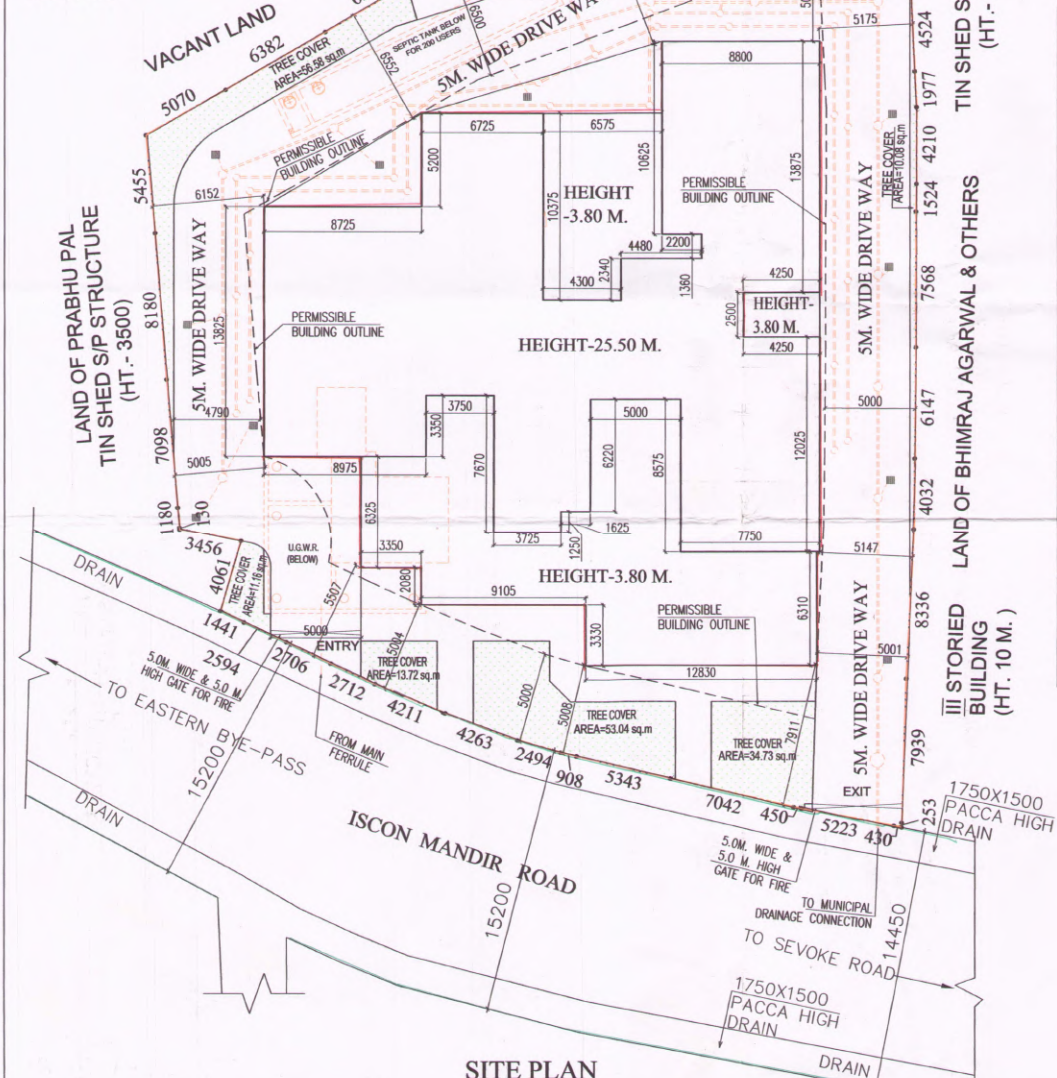 VACANT LAND
6382
TREE COVER
AREA=56.58 sq.m
5070
SEPTIC TANK BELOW
FOR 200 USERS
6552
6500
5M. WIDE DRIVE WAY
5175
4524
TIN SHED S
(HT.-
8800
5455
6152
PERMISSIBLE
BUILDING OUTLINE
6725
6575
5200
10625
13875
1977
4210
TREE COVER
AREA=10.08 sq.m
1524
8725
10375
HEIGHT
-3.80 M.
PERMISSIBLE
BUILDING OUTLINE
4480
2200
2340
4300
1360
4250
LAND OF PRABHU PAL
TIN SHED S/P STRUCTURE
(HT.- 3500)
8180
5M. WIDE DRIVE WAY
13825
PERMISSIBLE
BUILDING OUTLINE
HEIGHT-25.50 M.
2500
HEIGHT-
3.80 M.
4250
5M. WIDE DRIVE WAY
7568
LAND OF BHIMRAJ AGARWAL & OTHERS
4790
3750
3350
5000
5000
6147
7098
5005
8975
7670
6220
8575
12025
1180
130
6325
4032
3725
1250
1625
7750
5147
3456
4061
TREE COVER
AREA=11.16 sq.m
U.G.W.R.
(BELOW)
3350
2080
HEIGHT-3.80 M.
DRAIN
5507
9105
PERMISSIBLE
BUILDING OUTLINE
6310
8336
1441
5000
ENTRY
5004
3330
12830
5001
III STORIED
BUILDING
(HT. 10 M.)
2594
2706
5.0M. WIDE & 5.0 M.
HIGH GATE FOR FIRE
2712
TREE COVER
AREA=13.72 sq.m
4211
5000
5008
TREE COVER
AREA=53.04 sq.m
TREE COVER
AREA=34.73 sq.m
7911
5M. WIDE DRIVE WAY
7939
TO EASTERN BYE-PASS
FROM MAIN
FERRULE
4263
2494
908
5343
7042
450
EXIT
5223
430
253
1750X1500
PACCA HIGH
DRAIN
15200
DRAIN
ISCON MANDIR ROAD
5.0M. WIDE &
5.0 M. HIGH
GATE FOR FIRE
TO MUNICIPAL
DRAINAGE CONNECTION
15200
TO SEVOKE ROAD
14450
1750X1500
PACCA HIGH
DRAIN
DRAIN
SITE PLAN